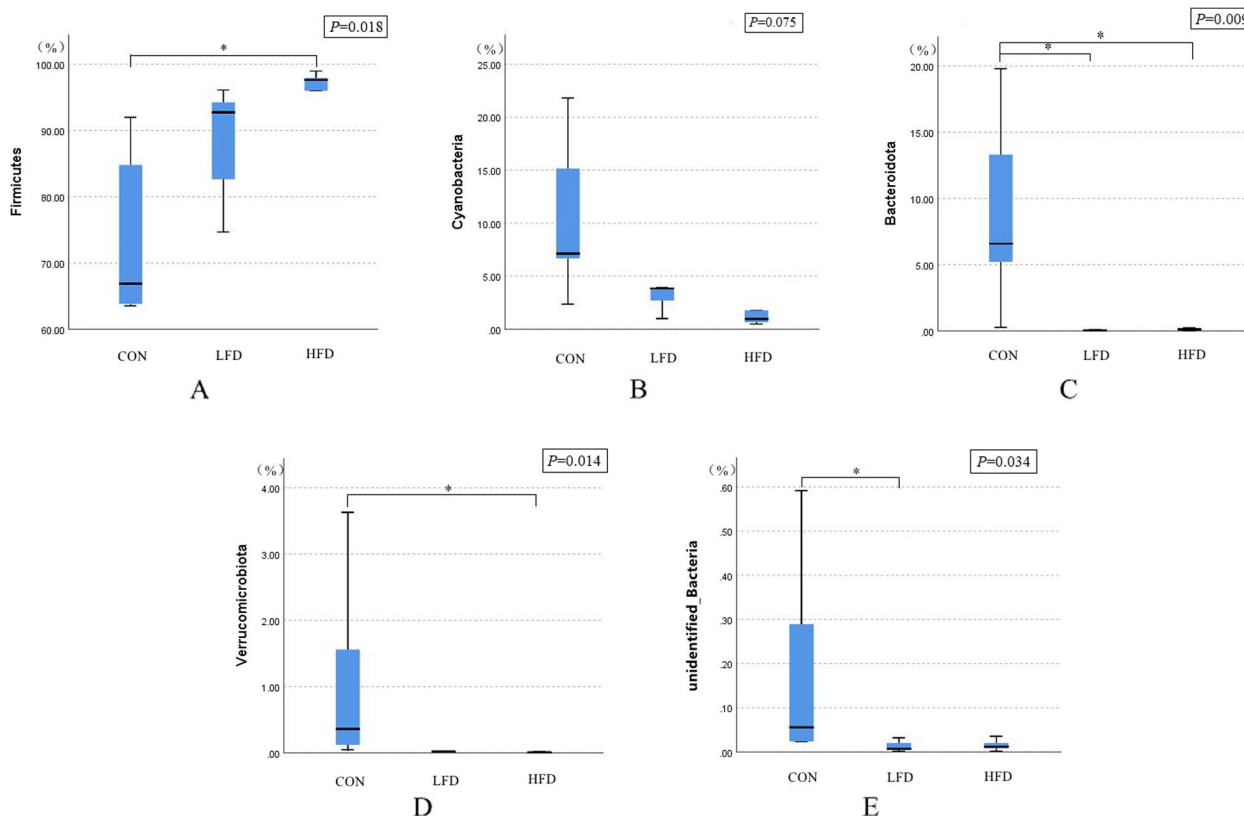 P=0.018
(%)
*
100.00
90.00
80.00
70.00
60.00
Firmicutes
CON LFD HFD
A
P=0.075
(%)
25.00
20.00
15.00
10.00
5.00
.00
Cyanobacteria
CON LFD HFD
B
P=0.009
(%)
*
*
20.00
15.00
10.00
5.00
.00
Bacteroidota
CON LFD HFD
C
P=0.014
(%)
*
4.00
3.00
2.00
1.00
.00
Verrucomicrobiota
CON LFD HFD
D
P=0.034
(%)
*
.60
.50
.40
.30
.20
.10
.00
unidentified_Bacteria
CON LFD HFD
E